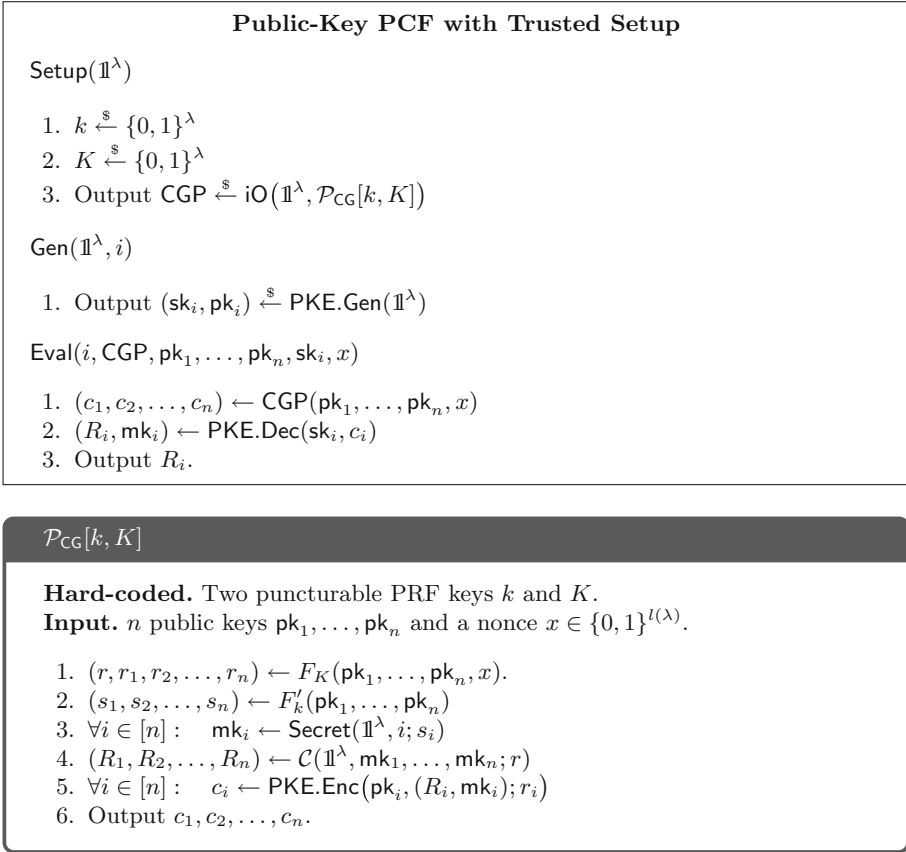 Public-Key PCF with Trusted Setup
Setup(𝟙^λ)
1. k ←$ {0, 1}^λ
2. K ←$ {0, 1}^λ
3. Output CGP ←$ iO(𝟙^λ, 𝒫_CG[k, K])
Gen(𝟙^λ, i)
1. Output (sk_i, pk_i) ←$ PKE.Gen(𝟙^λ)
Eval(i, CGP, pk_1, . . . , pk_n, sk_i, x)
1. (c_1, c_2, . . . , c_n) ← CGP(pk_1, . . . , pk_n, x)
2. (R_i, mk_i) ← PKE.Dec(sk_i, c_i)
3. Output R_i.
𝒫_CG[k, K]
Hard-coded. Two puncturable PRF keys k and K.
Input. n public keys pk_1, . . . , pk_n and a nonce x ∈ {0, 1}^{l(λ)}.
1. (r, r_1, r_2, . . . , r_n) ← F_K(pk_1, . . . , pk_n, x).
2. (s_1, s_2, . . . , s_n) ← F'_k(pk_1, . . . , pk_n)
3. ∀i ∈ [n] : mk_i ← Secret(𝟙^λ, i; s_i)
4. (R_1, R_2, . . . , R_n) ← 𝒞(𝟙^λ, mk_1, . . . , mk_n; r)
5. ∀i ∈ [n] : c_i ← PKE.Enc(pk_i, (R_i, mk_i); r_i)
6. Output c_1, c_2, . . . , c_n.